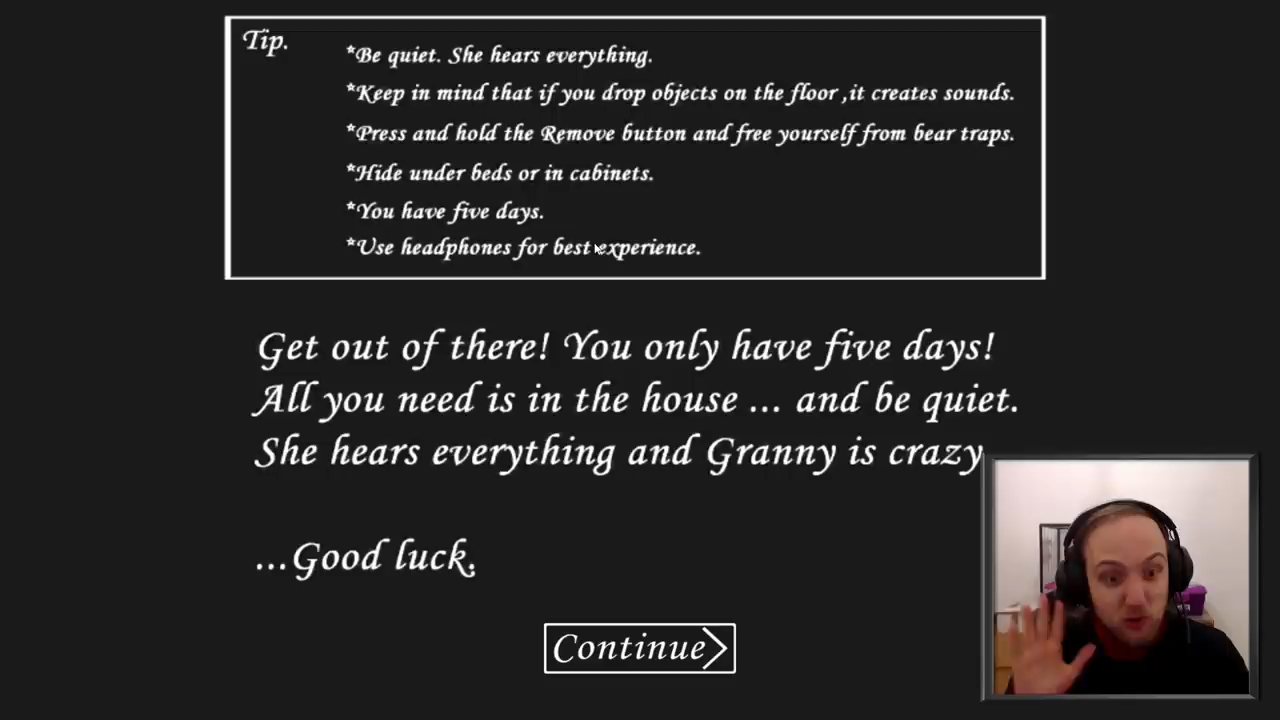 Tip.
*Be quiet. She hears everything.
*Keep in mind that if you drop objects on the floor ,it creates sounds.
*Press and hold the Remove button and free yourself from bear traps.
*Hide under beds or in cabinets.
*You have five days.
*Use headphones for best experience.
Get out of there! You only have five days!
All you need is in the house ... and be quiet.
She hears everything and Granny is crazy
...Good luck.
Continue>